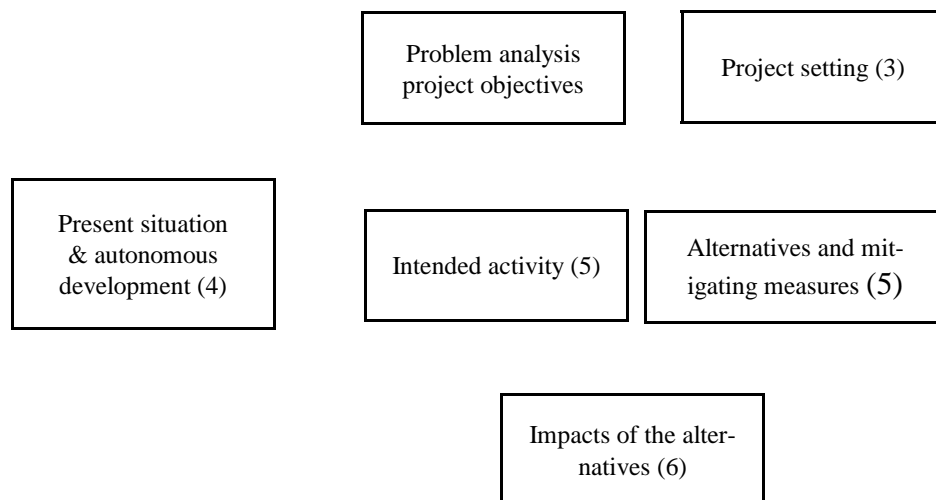 Problem analysis
project objectives
Project setting (3)
Present situation
& autonomous
development (4)
Intended activity (5)
Alternatives and mit-
igating measures (5)
Impacts of the alter-
natives (6)